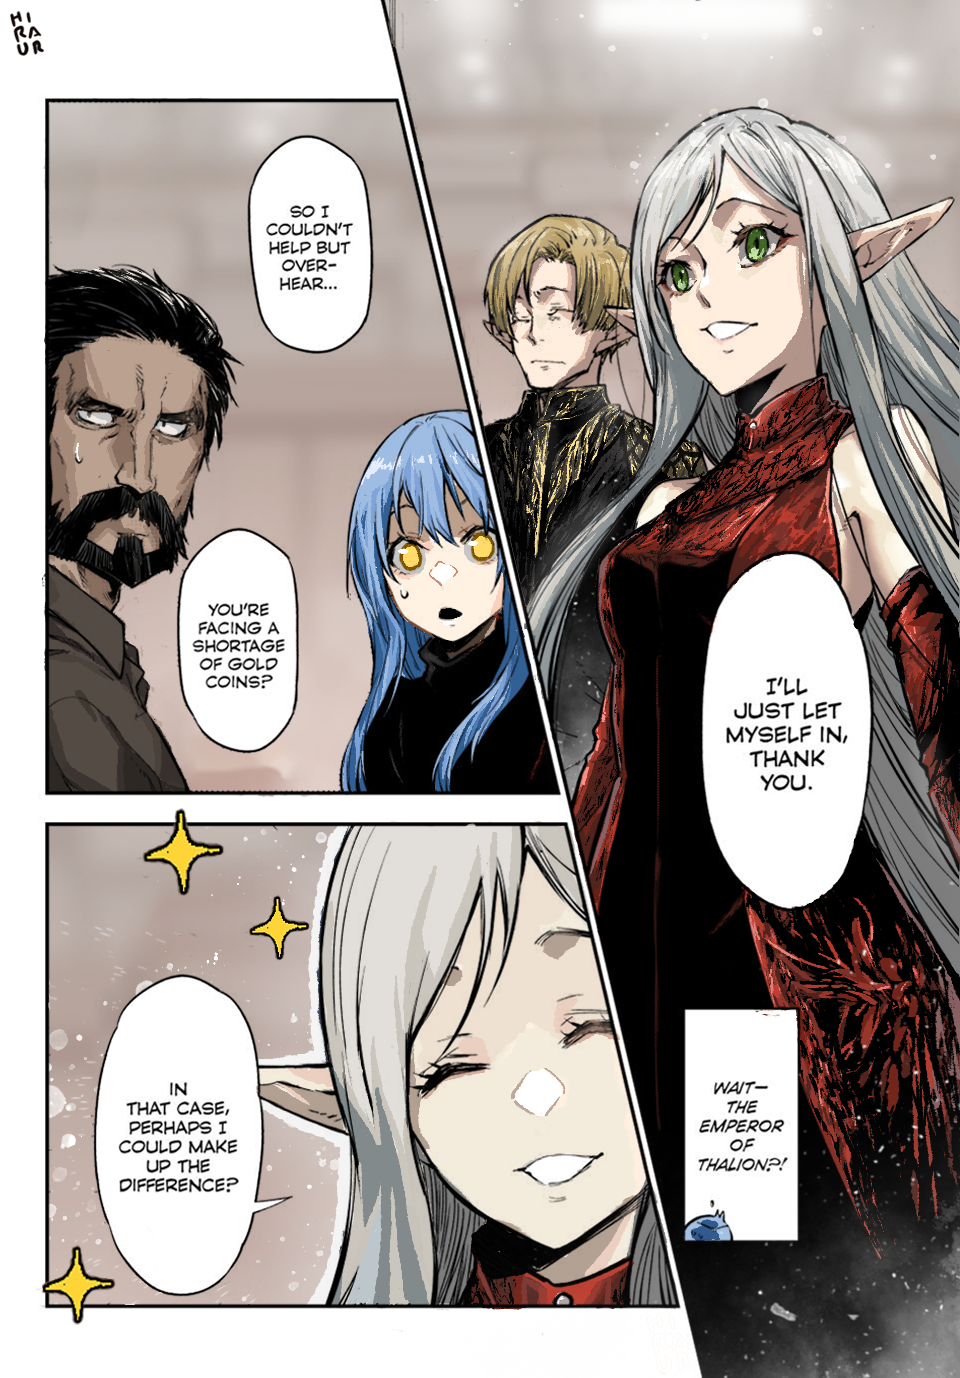 HI
RA
UR
I'LL
JUST LET
MYSELF IN,
THANK
YOU.
WAIT—
THE
EMPEROR
OF
THALION?!
SO I
COULDN'T
HELP BUT
OVER-
HEAR...
YOU'RE
FACING A
SHORTAGE
OF GOLD
COINS?
IN
THAT CASE,
PERHAPS I
COULD MAKE
UP THE
DIFFERENCE?